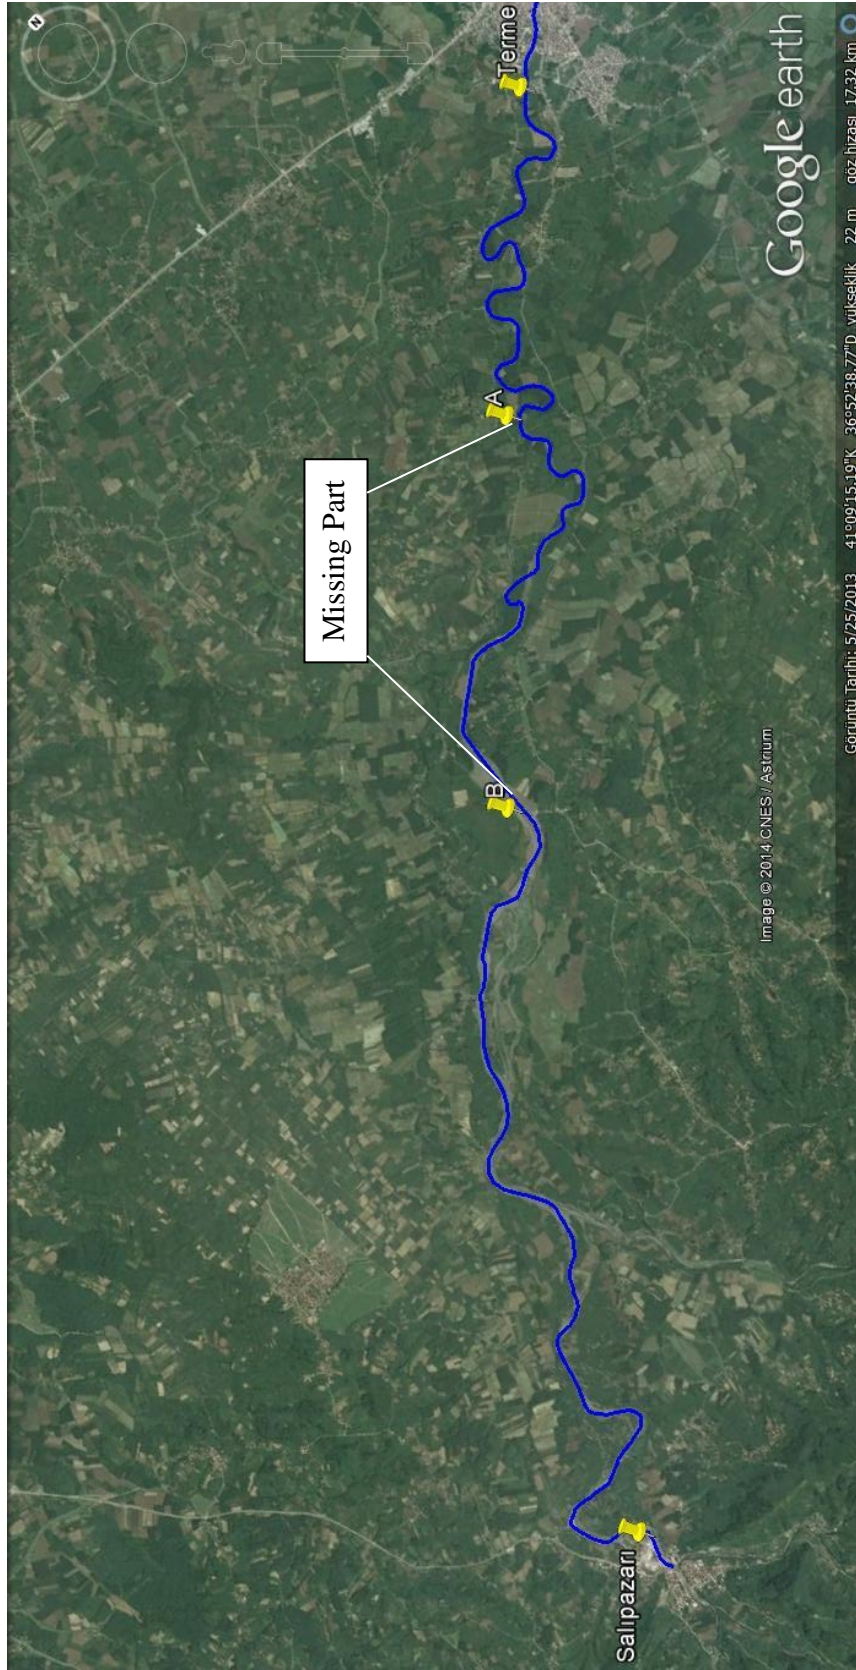 Terme
A
Missing Part
B
Salıpazarı
Google earth
Image © 2014 CNES / Astrium
Görüntü Tarihi: 5/25/2013 41°09'15.19"K 36°52'38.77"D yükseklik 22 m göz hizası 17.32 km
N